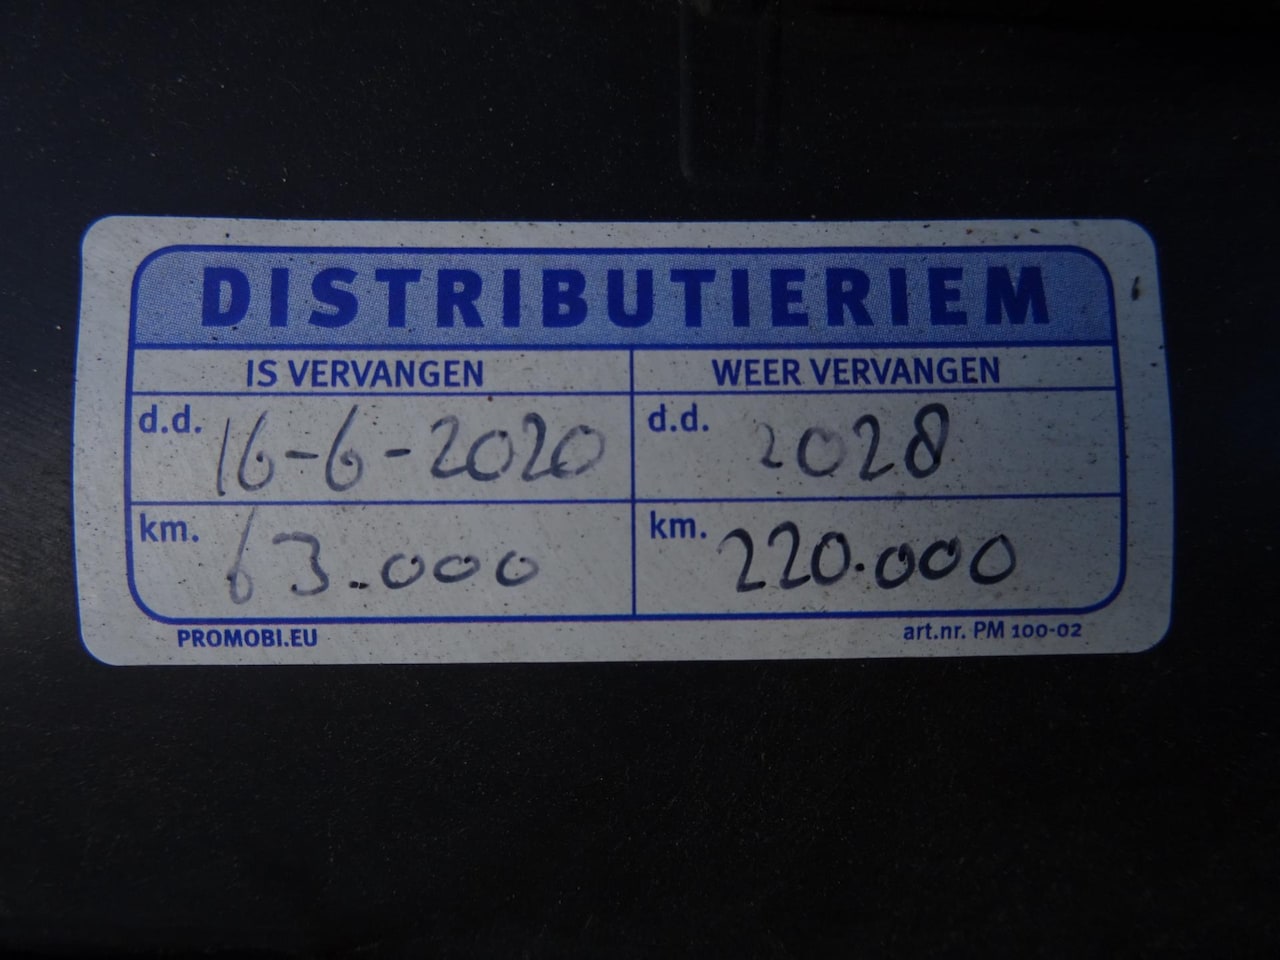 DISTRIBUTIERIEM
IS VERVANGEN WEER VERVANGEN
d.d. 16-6-2020 d.d. 2028
km. 63.000 km. 220.000
PROMOBI.EU art.nr. PM 100-02